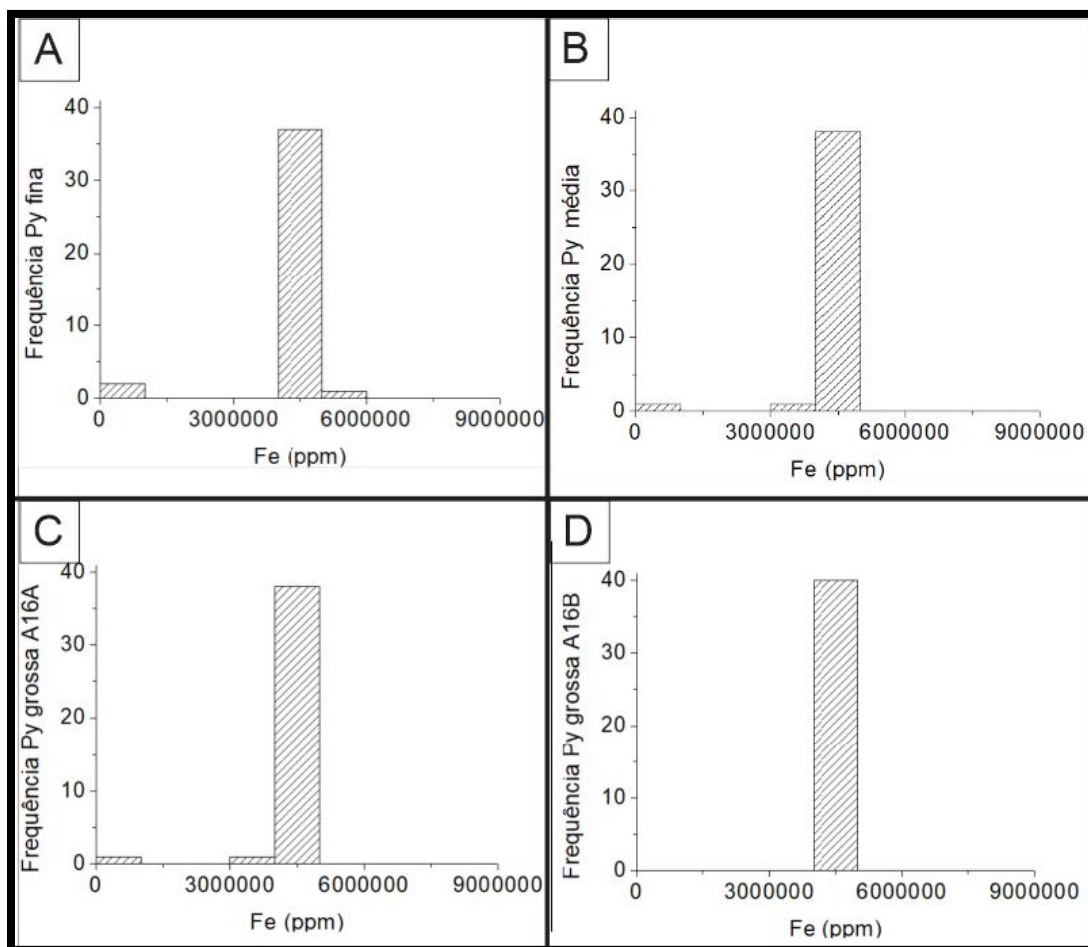 A
Frequência Py fina
40
30
20
10
0
0 3000000 6000000 9000000
Fe (ppm)
B
Frequência Py média
40
30
20
10
0
0 3000000 6000000 9000000
Fe (ppm)
C
Frequência Py grossa A16A
40
30
20
10
0
0 3000000 6000000 9000000
Fe (ppm)
D
Frequência Py grossa A16B
40
30
20
10
0
0 3000000 6000000 9000000
Fe (ppm)